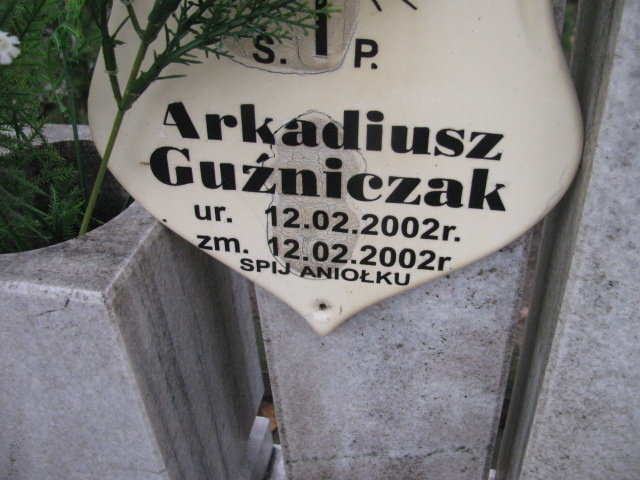 Ś. P.
Arkadiusz
Guźniczak
ur. 12.02.2002r.
zm. 12.02.2002r.
SPIJ ANIOŁKU